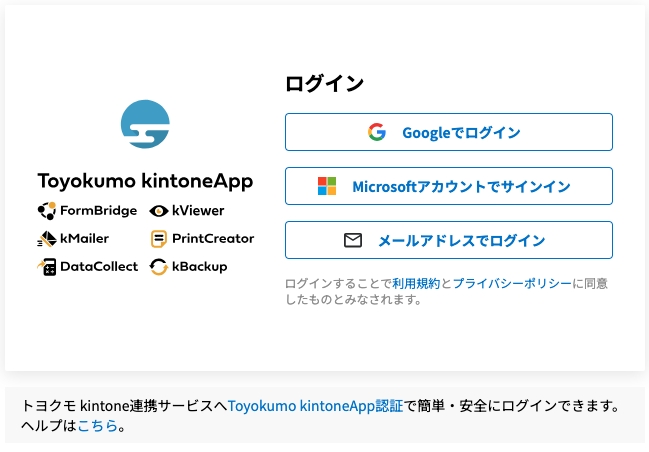 Toyokumo kintoneApp
FormBridge
kViewer
kMailer
PrintCreator
DataCollect
kBackup
ログイン
Googleでログイン
Microsoftアカウントでサインイン
メールアドレスでログイン
ログインすることで利用規約とプライバシーポリシーに同意
したものとみなされます。
トヨクモ kintone連携サービスへToyokumo kintoneApp認証で簡単・安全にログインできます。
ヘルプはこちら。